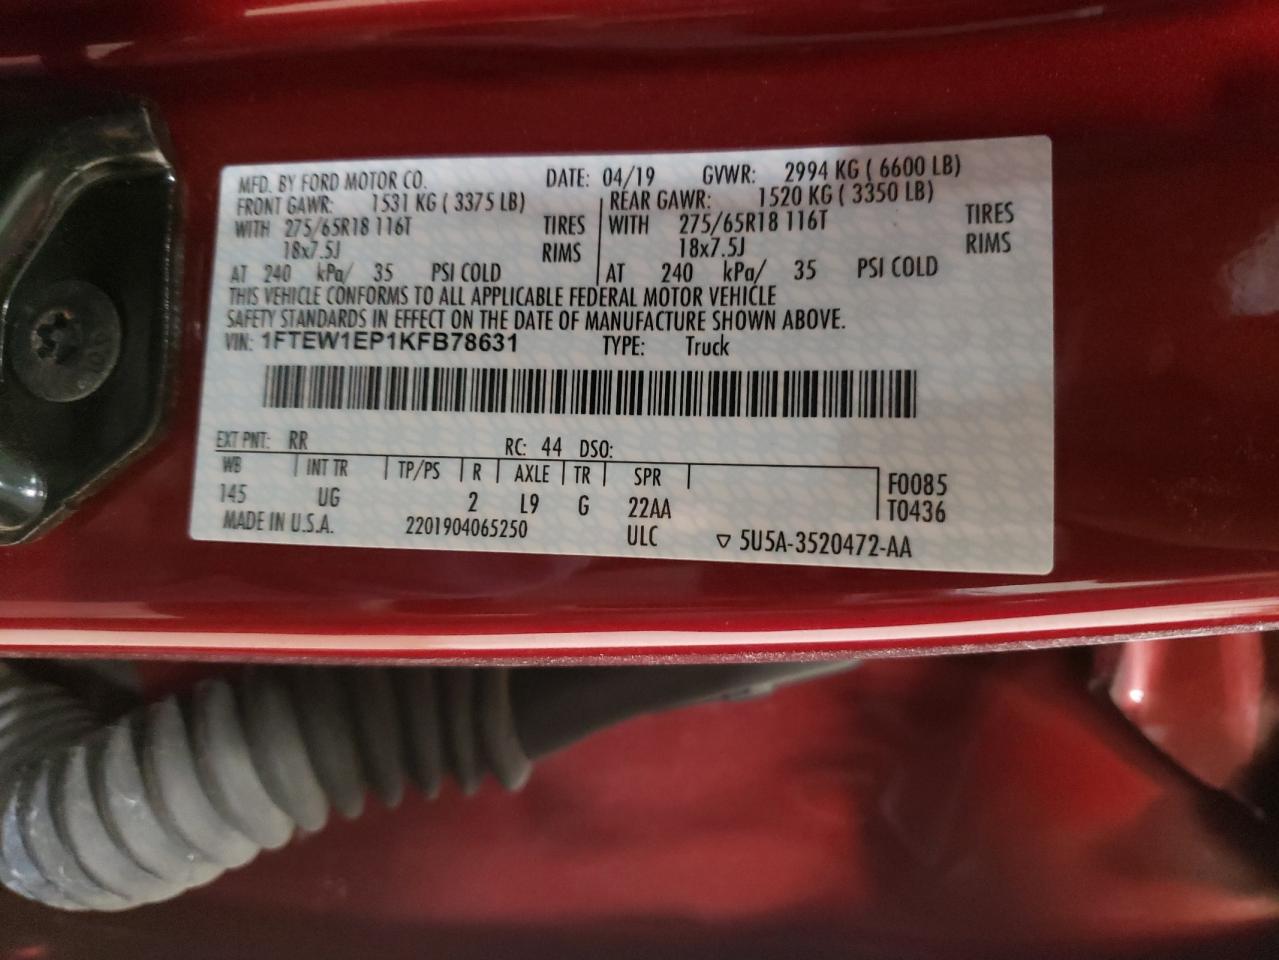 MFD. BY FORD MOTOR CO. DATE: 04/19 GVWR: 2994 KG ( 6600 LB)
FRONT GAWR: 1531 KG ( 3375 LB) REAR GAWR: 1520 KG ( 3350 LB)
WITH 275/65R18 116T TIRES WITH 275/65R18 116T TIRES
18x7.5J RIMS 18x7.5J RIMS
AT 240 kPa/ 35 PSI COLD AT 240 kPa/ 35 PSI COLD
THIS VEHICLE CONFORMS TO ALL APPLICABLE FEDERAL MOTOR VEHICLE
SAFETY STANDARDS IN EFFECT ON THE DATE OF MANUFACTURE SHOWN ABOVE.
VIN: 1FTEW1EP1KFB78631 TYPE: Truck
EXT PNT: RR RC: 44 DSO:
WB INT TR TP/PS R AXLE TR SPR F0085
145 UG 2 L9 G 22AA T0436
MADE IN U.S.A. 2201904065250 ULC ▽ 5U5A-3520472-AA